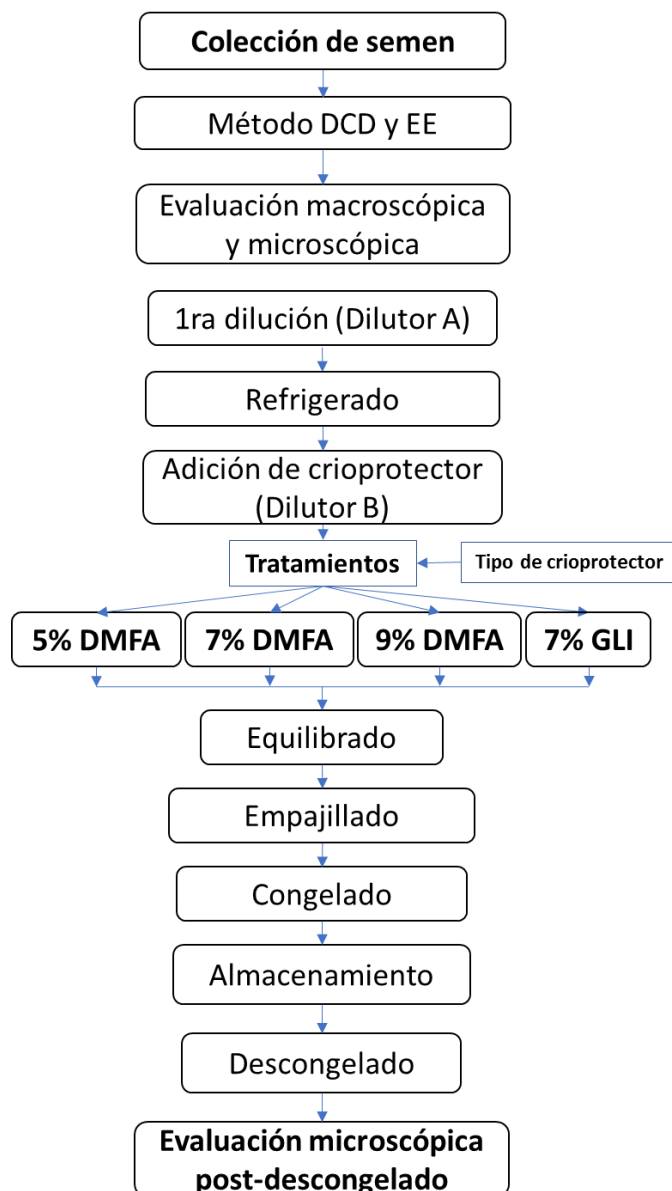 Colección de semen
Método DCD y EE
Evaluación macroscópica
y microscópica
1ra dilución (Dilutor A)
Refrigerado
Adición de crioprotector
(Dilutor B)
Tratamientos
Tipo de crioprotector
5% DMFA
7% DMFA
9% DMFA
7% GLI
Equilibrado
Empajillado
Congelado
Almacenamiento
Descongelado
Evaluación microscópica
post-descongelado